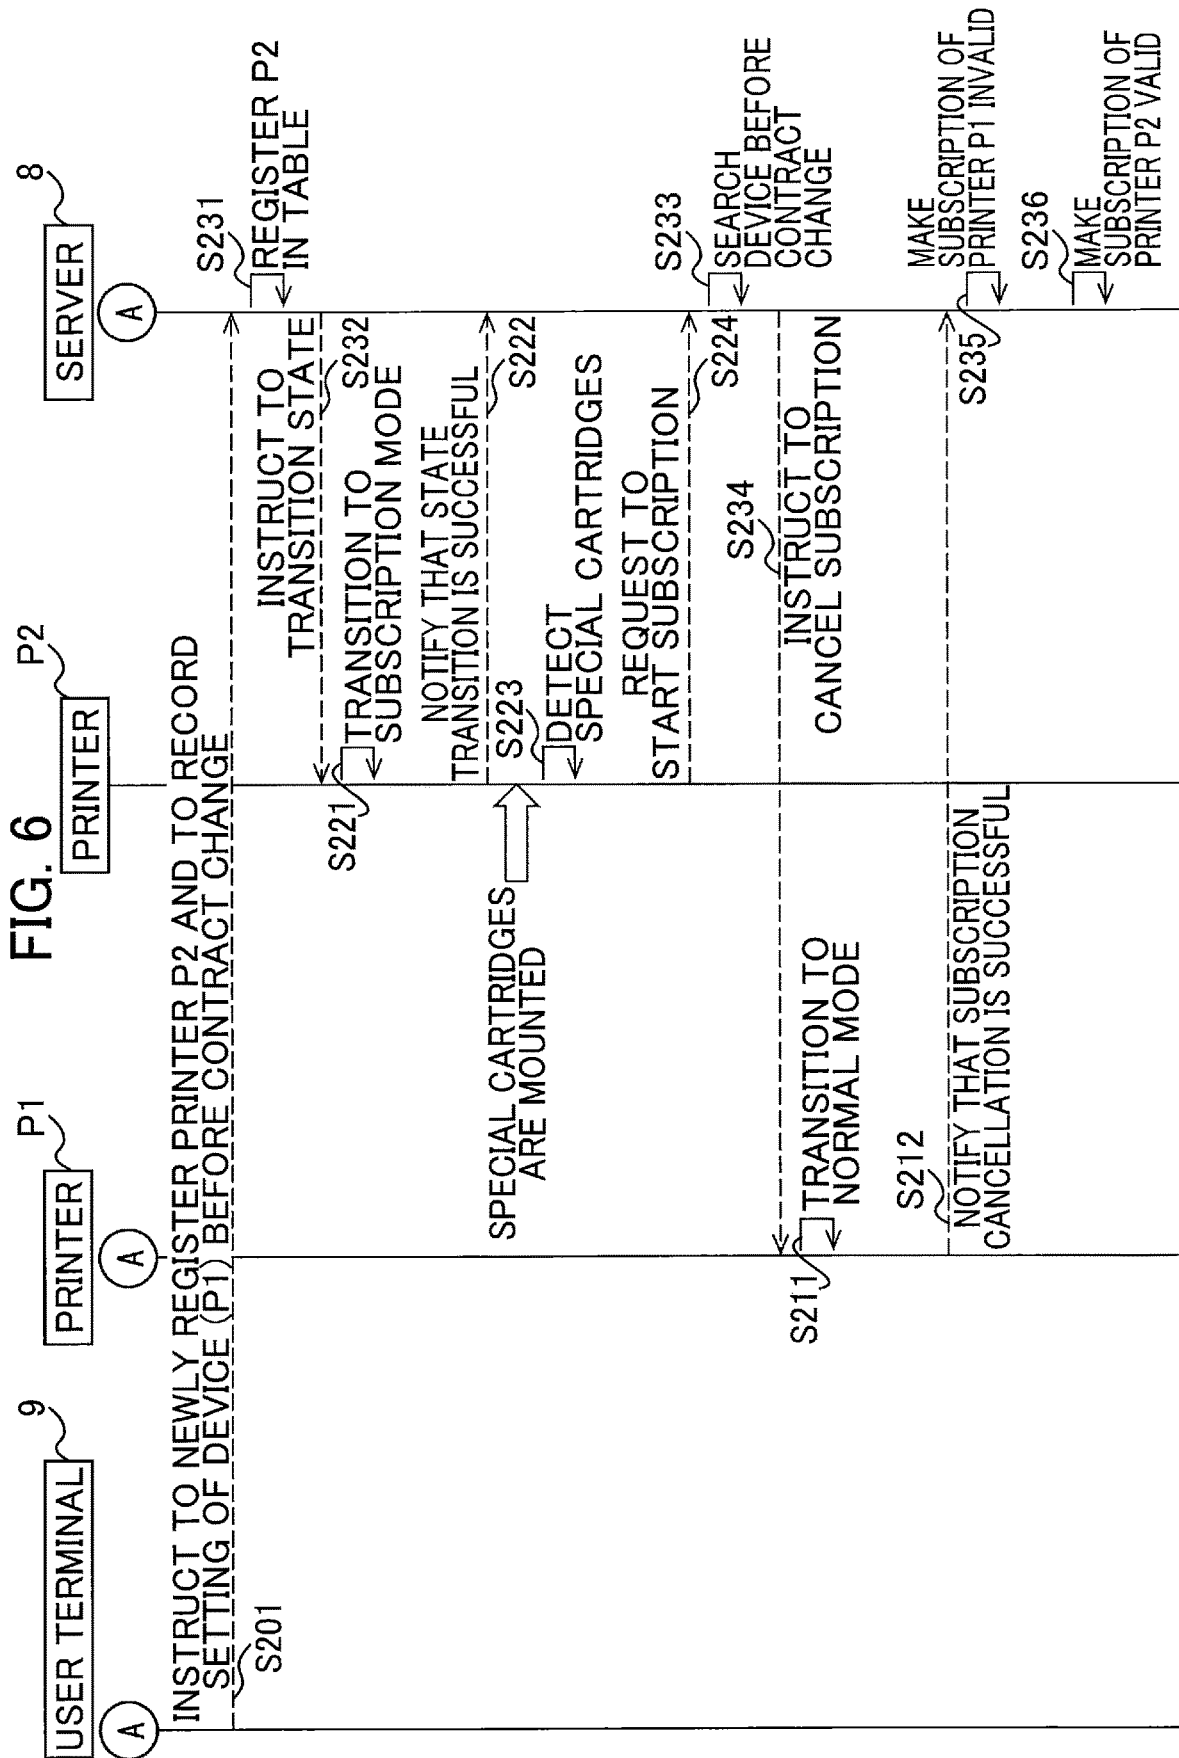 FIG. 6
USER TERMINAL
9
PRINTER
P1
PRINTER
P2
SERVER
8
A
A
A
INSTRUCT TO NEWLY REGISTER PRINTER P2 AND TO RECORD
SETTING OF DEVICE (P1) BEFORE CONTRACT CHANGE
S201
S231
REGISTER P2
IN TABLE
INSTRUCT TO
TRANSITION STATE
S232
S221
TRANSITION TO
SUBSCRIPTION MODE
NOTIFY THAT STATE
TRANSITION IS SUCCESSFUL
S222
SPECIAL CARTRIDGES
ARE MOUNTED
S223
DETECT
SPECIAL CARTRIDGES
REQUEST TO
START SUBSCRIPTION
S224
S233
SEARCH
DEVICE BEFORE
CONTRACT
CHANGE
S234
INSTRUCT TO
CANCEL SUBSCRIPTION
S211
TRANSITION TO
NORMAL MODE
S212
NOTIFY THAT SUBSCRIPTION
CANCELLATION IS SUCCESSFUL
S235
MAKE
SUBSCRIPTION OF
PRINTER P1 INVALID
S236
MAKE
SUBSCRIPTION OF
PRINTER P2 VALID